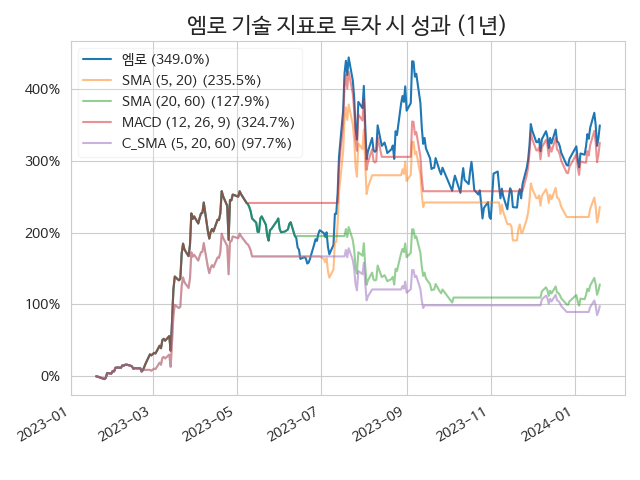 엠로 기술 지표로 투자 시 성과 (1년)
엠로 (349.0%)
SMA (5, 20) (235.5%)
SMA (20, 60) (127.9%)
MACD (12, 26, 9) (324.7%)
C_SMA (5, 20, 60) (97.7%)
400%
300%
200%
100%
0%
2023-01
2023-03
2023-05
2023-07
2023-09
2023-11
2024-01